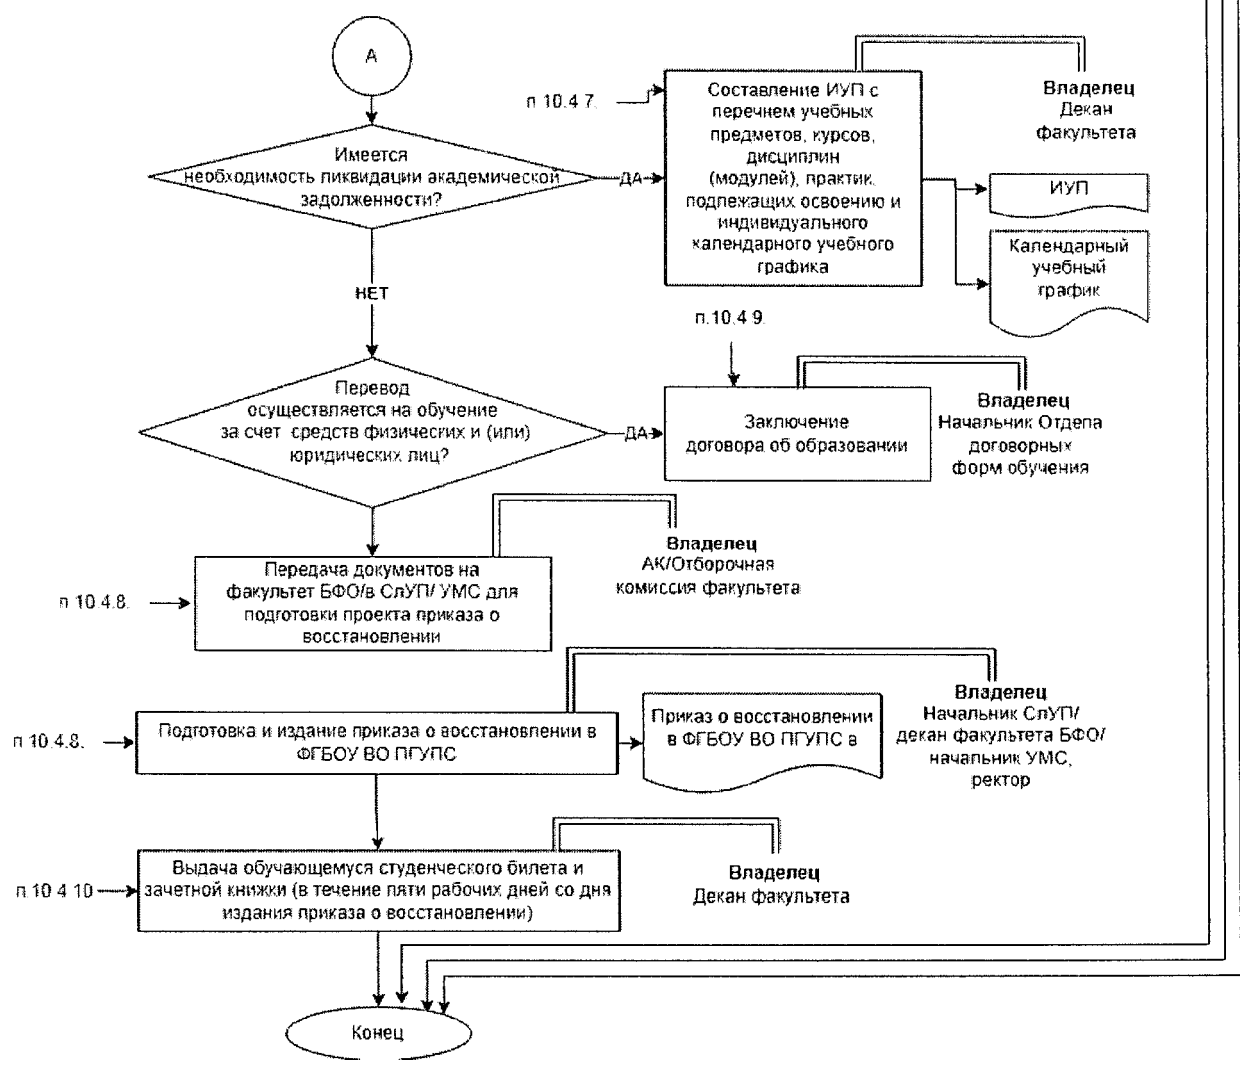 А
п 10.4 7.
Составление ИУП с
перечнем учебных
предметов, курсов,
дисциплин
(модулей), практик,
подлежащих освоению и
индивидуального
календарного учебного
графика
Владелец
Декан
факультета
Имеется
необходимость ликвидации академической
задолженности?
ДА
ИУП
Календарный
учебный
график
НЕТ
п.10.4 9.
Перевод
осуществляется на обучение
за счет средств физических и (или)
юридических лиц?
ДА
Заключение
договора об образовании
Владелец
Начальник Отдела
договорных
форм обучения
Владелец
АК/Отборочная
комиссия факультета
п 10.4.8.
Передача документов на
факультет БФО/в СлУП/ УМС для
подготовки проекта приказа о
восстановлении
Владелец
Начальник СлУП/
декан факультета БФО/
начальник УМС,
ректор
п 10.4.8.
Подготовка и издание приказа о восстановлении в
ФГБОУ ВО ПГУПС
Приказ о восстановлении
в ФГБОУ ВО ПГУПС в
п 10 4 10
Выдача обучающемуся студенческого билета и
зачетной книжки (в течение пяти рабочих дней со дня
издания приказа о восстановлении)
Владелец
Декан факультета
Конец